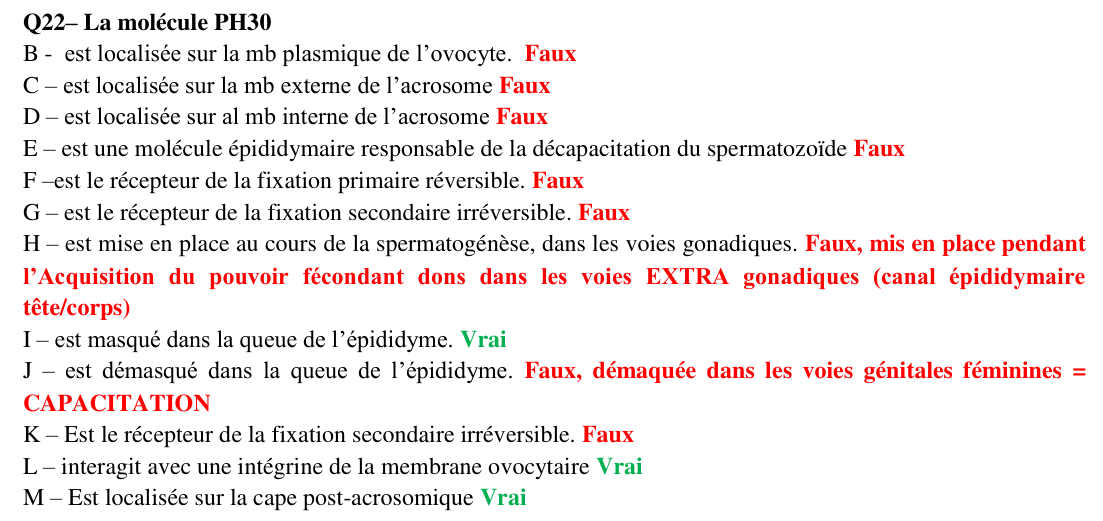 Q22– La molécule PH30
B -  est localisée sur la mb plasmique de l’ovocyte.  Faux
C – est localisée sur la mb externe de l’acrosome Faux
D – est localisée sur al mb interne de l’acrosome Faux
E – est une molécule épididymaire responsable de la décapacitation du spermatozoïde Faux
F –est le récepteur de la fixation primaire réversible. Faux
G – est le récepteur de la fixation secondaire irréversible. Faux
H – est mise en place au cours de la spermatogénèse, dans les voies gonadiques. Faux, mis en place pendant
l’Acquisition du pouvoir fécondant dons dans les voies EXTRA gonadiques (canal épididymaire
tête/corps)
I – est masqué dans la queue de l’épididyme. Vrai
J – est démasqué dans la queue de l’épididyme. Faux, démaquée dans les voies génitales féminines =
CAPACITATION
K – Est le récepteur de la fixation secondaire irréversible. Faux
L – interagit avec une intégrine de la membrane ovocytaire Vrai
M – Est localisée sur la cape post-acrosomique Vrai